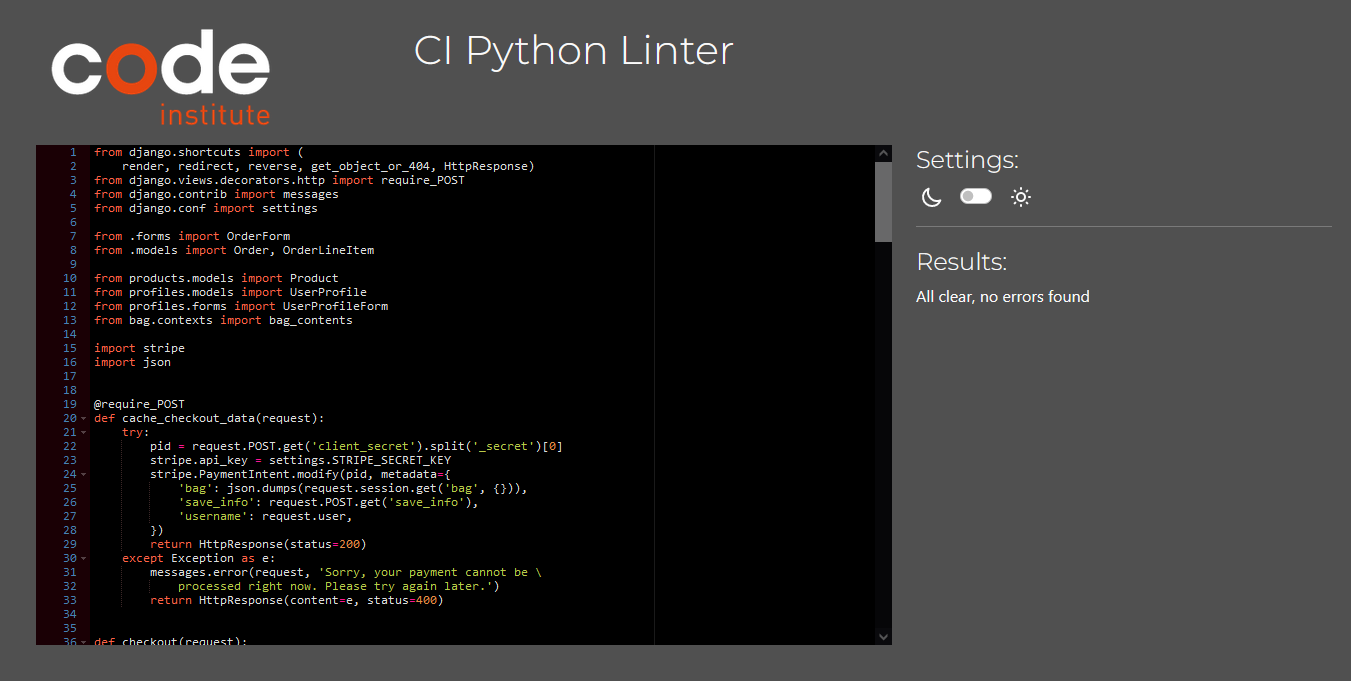 code
institute
CI Python Linter
1 from django.shortcuts import (
2     render, redirect, reverse, get_object_or_404, HttpResponse)
3 from django.views.decorators.http import require_POST
4 from django.contrib import messages
5 from django.conf import settings
6
7 from .forms import OrderForm
8 from .models import Order, OrderLineItem
9
10 from products.models import Product
11 from profiles.models import UserProfile
12 from profiles.forms import UserProfileForm
13 from bag.contexts import bag_contents
14
15 import stripe
16 import json
17
18
19 @require_POST
20 def cache_checkout_data(request):
21     try:
22         pid = request.POST.get('client_secret').split('_secret')[0]
23         stripe.api_key = settings.STRIPE_SECRET_KEY
24         stripe.PaymentIntent.modify(pid, metadata={
25             'bag': json.dumps(request.session.get('bag', {})),
26             'save_info': request.POST.get('save_info'),
27             'username': request.user,
28         })
29         return HttpResponse(status=200)
30     except Exception as e:
31         messages.error(request, 'Sorry, your payment cannot be \
32             processed right now. Please try again later.')
33         return HttpResponse(content=e, status=400)
34
35
36 def checkout(request):
Settings:
Results:
All clear, no errors found